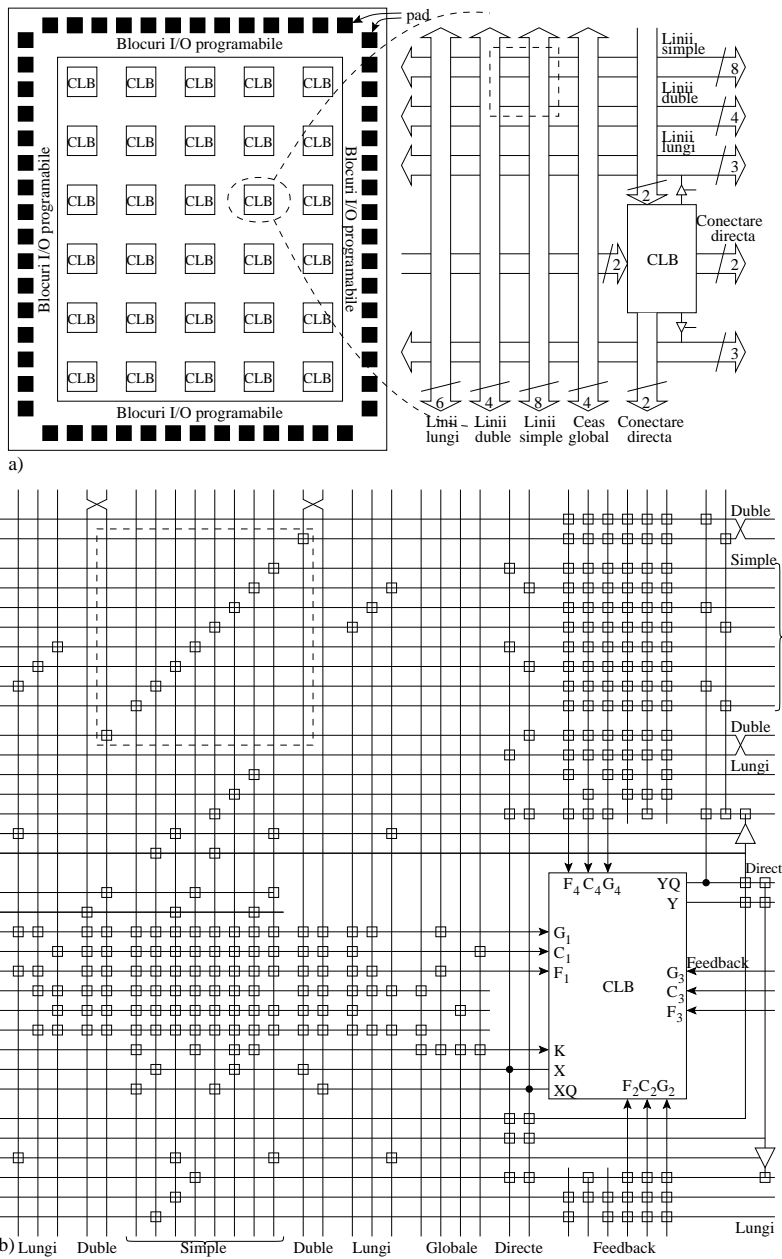 pad
Blocuri I/O programabile
CLB CLB CLB CLB CLB
CLB CLB CLB CLB CLB
CLB CLB CLB CLB CLB
CLB CLB CLB CLB CLB
CLB CLB CLB CLB CLB
CLB CLB CLB CLB CLB
Blocuri I/O programabile
Blocuri I/O programabile
Blocuri I/O programabile
a)
Linii
simple
8
Linii
duble
4
Linii
lungi
3
2
Conectare
directa
2
CLB
2
3
6
4
8
4
2
Linii
lungi
Linii
duble
Linii
simple
Ceas
global
Conectare
directa
Duble
Simple
Duble
Lungi
F4 C4 G4
YQ
Direct
Y
G1
C1
F1
CLB
Feedback
G3
C3
F3
K
X
XQ
F2 C2 G2
Lungi
b) Lungi Duble Simple Duble Lungi Globale Directe Feedback